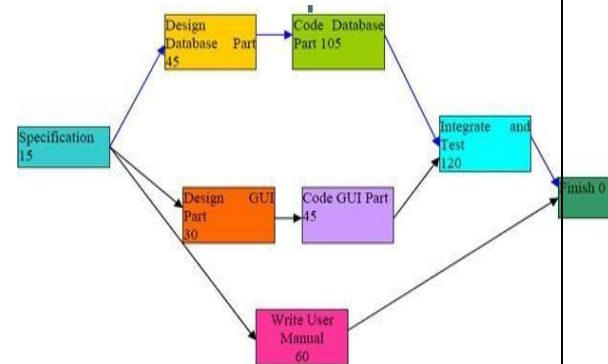 Design
Database Part
45
Code Database
Part 105
Specification
15
Integrate and
Test
120
Finish 0
Design GUI
Part
30
Code GUI Part
45
Write User
Manual
60